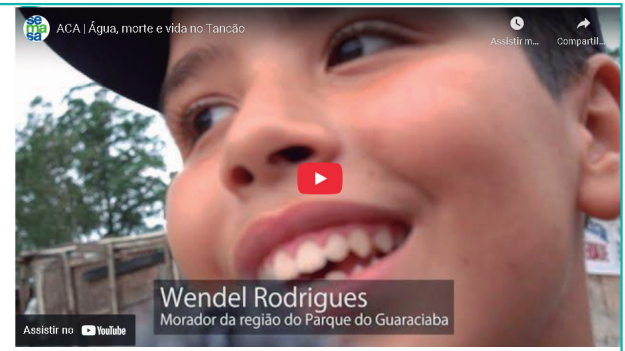 se
ma
sa
ACA | Água, morte e vida no Tancão
Assistir m...
Compartil...
Wendel Rodrigues
Morador da região do Parque do Guaraciaba
Assistir no YouTube